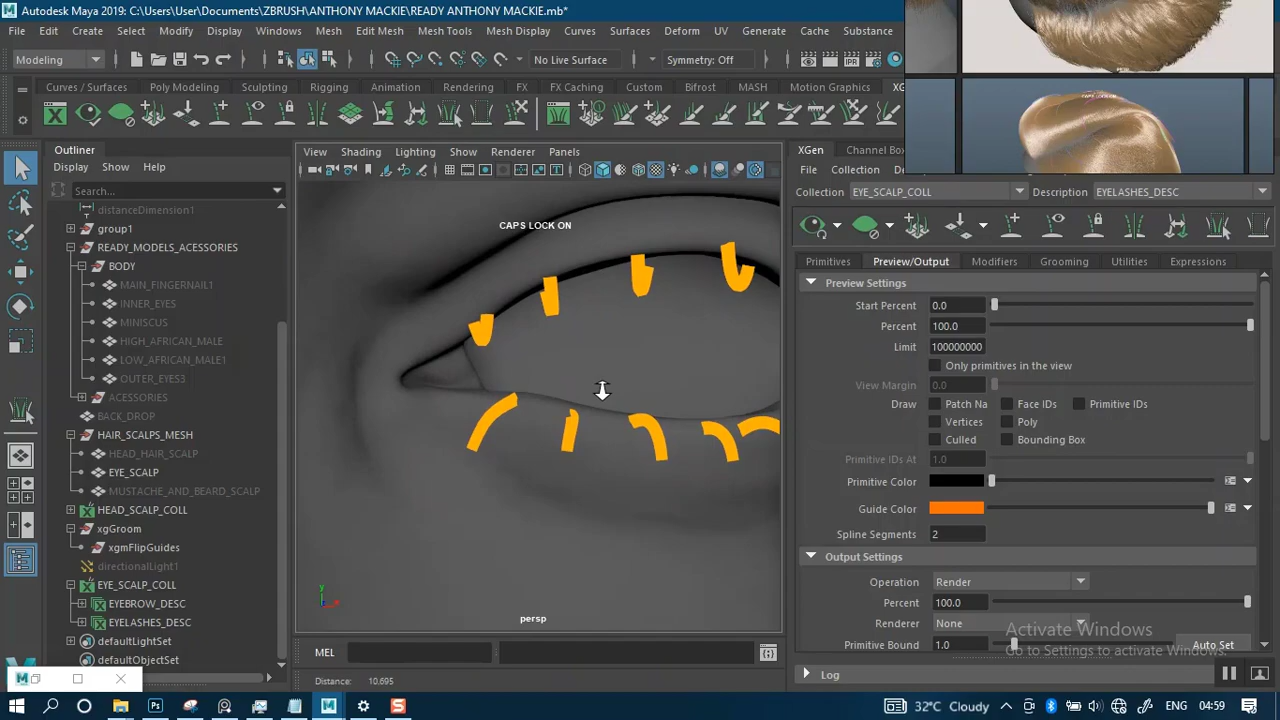 Autodesk Maya 2019: C:\Users\User\Documents\ZBRUSH\ANTHONY MACKIE\READY ANTHONY MACKIE.mb*
File Edit Create Select Modify Display Windows Mesh Edit Mesh Mesh Tools Mesh Display Curves Surfaces Deform UV Generate Cache Substance
Modeling No Live Surface Symmetry: Off
Curves / Surfaces Poly Modeling Sculpting Rigging Animation Rendering FX FX Caching Custom Bifrost MASH Motion Graphics
Outliner
Display Show Help
Search...
distanceDimension1
group1
READY_MODELS_ACESSORIES
BODY
MAIN_FINGERNAIL1
INNER_EYES
MINISCUS
HIGH_AFRICAN_MALE
LOW_AFRICAN_MALE1
OUTER_EYES3
ACESSORIES
BACK_DROP
HAIR_SCALPS_MESH
HEAD_HAIR_SCALP
EYE_SCALP
MUSTACHE_AND_BEARD_SCALP
HEAD_SCALP_COLL
xgGroom
xgmFlipGuides
directionalLight1
EYE_SCALP_COLL
EYEBROW_DESC
EYELASHES_DESC
defaultLightSet
defaultObjectSet
View Shading Lighting Show Renderer Panels
CAPS LOCK ON
persp
y
MEL
Distance: 10.695
XGen Channel Box
File Collection
Collection EYE_SCALP_COLL Description EYELASHES_DESC
Primitives Preview/Output Modifiers Grooming Utilities Expressions
Preview Settings
Start Percent 0.0
Percent 100.0
Limit 100000000
Only primitives in the view
View Margin 0.0
Draw Patch Na Face IDs Primitive IDs
Vertices Poly
Culled Bounding Box
Primitive IDs At 1.0
Primitive Color
Guide Color
Spline Segments 2
Output Settings
Operation Render
Percent 100.0
Renderer None
Primitive Bound 1.0 Auto Set
Activate Windows
Go to Settings to activate Windows.
Log
32°C Cloudy ENG 04:59